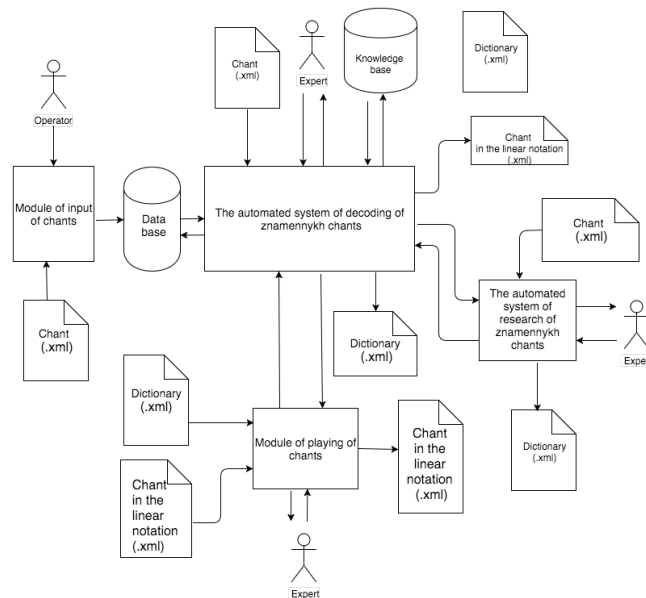 Chant
(.xml)
Expert
Knowledge
base
Dictionary
(.xml)
Operator
Chant
in the linear notation
(.xml)
Module of input
of chants
Data
base
The automated system of decoding of
znamennykh chants
Chant
(.xml)
The automated
system of
research of
znamennykh
chants
Chant
(.xml)
Dictionary
(.xml)
Expe
Dictionary
(.xml)
Module of playing of
chants
Chant
in the
linear
notation
(.xml)
Dictionary
(.xml)
Chant
in the
linear
notation
(.xml)
Expert